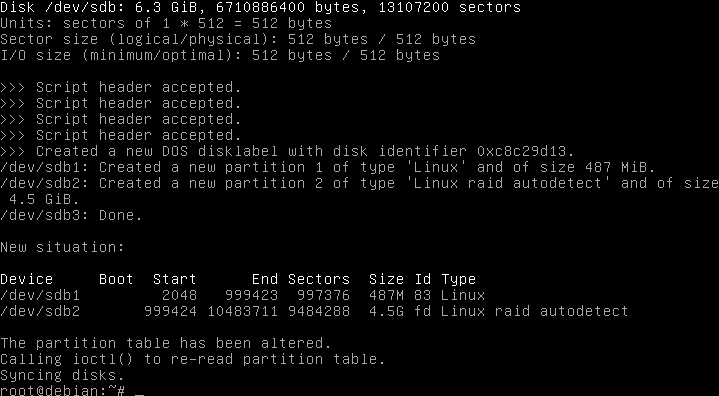 Disk /dev/sdb: 6.3 GiB, 6710886400 bytes, 13107200 sectors
Units: sectors of 1 * 512 = 512 bytes
Sector size (logical/physical): 512 bytes / 512 bytes
I/O size (minimum/optimal): 512 bytes / 512 bytes
>>> Script header accepted.
>>> Script header accepted.
>>> Script header accepted.
>>> Script header accepted.
>>> Created a new DOS disklabel with disk identifier 0xc8c29d13.
/dev/sdb1: Created a new partition 1 of type 'Linux' and of size 487 MiB.
/dev/sdb2: Created a new partition 2 of type 'Linux raid autodetect' and of size
4.5 GiB.
/dev/sdb3: Done.
New situation:
Device Boot Start End Sectors Size Id Type
/dev/sdb1 2048 999423 997376 487M 83 Linux
/dev/sdb2 999424 10483711 9484288 4.5G fd Linux raid autodetect
The partition table has been altered.
Calling ioctl() to re-read partition table.
Syncing disks.
root@debian:~# _